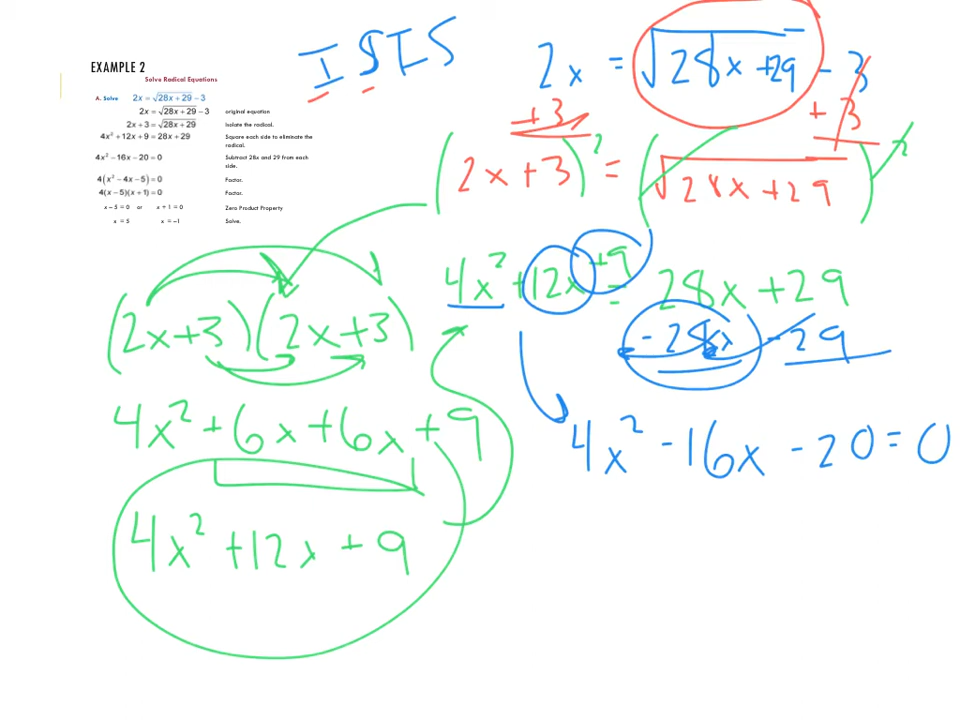 EXAMPLE 2
Solve Radical Equations
A. Solve 2x = √28x + 29 – 3
2x = √28x + 29 – 3 original equation
2x + 3 = √28x + 29 Isolate the radical.
4x² + 12x + 9 = 28x + 29 Square each side to eliminate the radical.
4x² – 16x – 20 = 0 Subtract 28x and 29 from each side.
4(x² – 4x – 5) = 0 Factor.
4(x – 5)(x + 1) = 0 Factor.
x – 5 = 0 or x + 1 = 0 Zero Product Property
x = 5 x = –1 Solve.
ISIS
2x = √28x + 29 - 3
+3 + 3
(2x + 3)² = (√28x + 29)²
4x² + 12x + 9 = 28x + 29
- 28x - 29
4x² - 16x - 20 = 0
(2x + 3)(2x + 3)
4x² + 6x + 6x + 9
4x² + 12x + 9